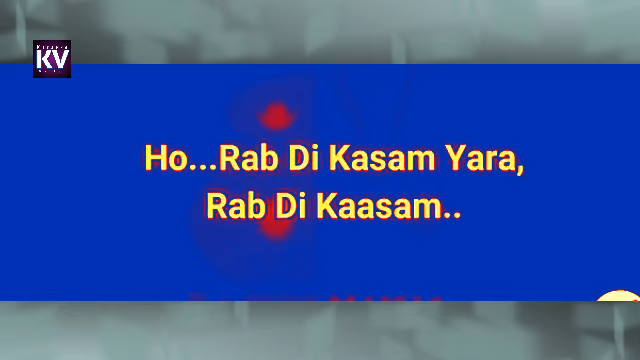 KV
Ho...Rab Di Kasam Yara,
Rab Di Kaasam..